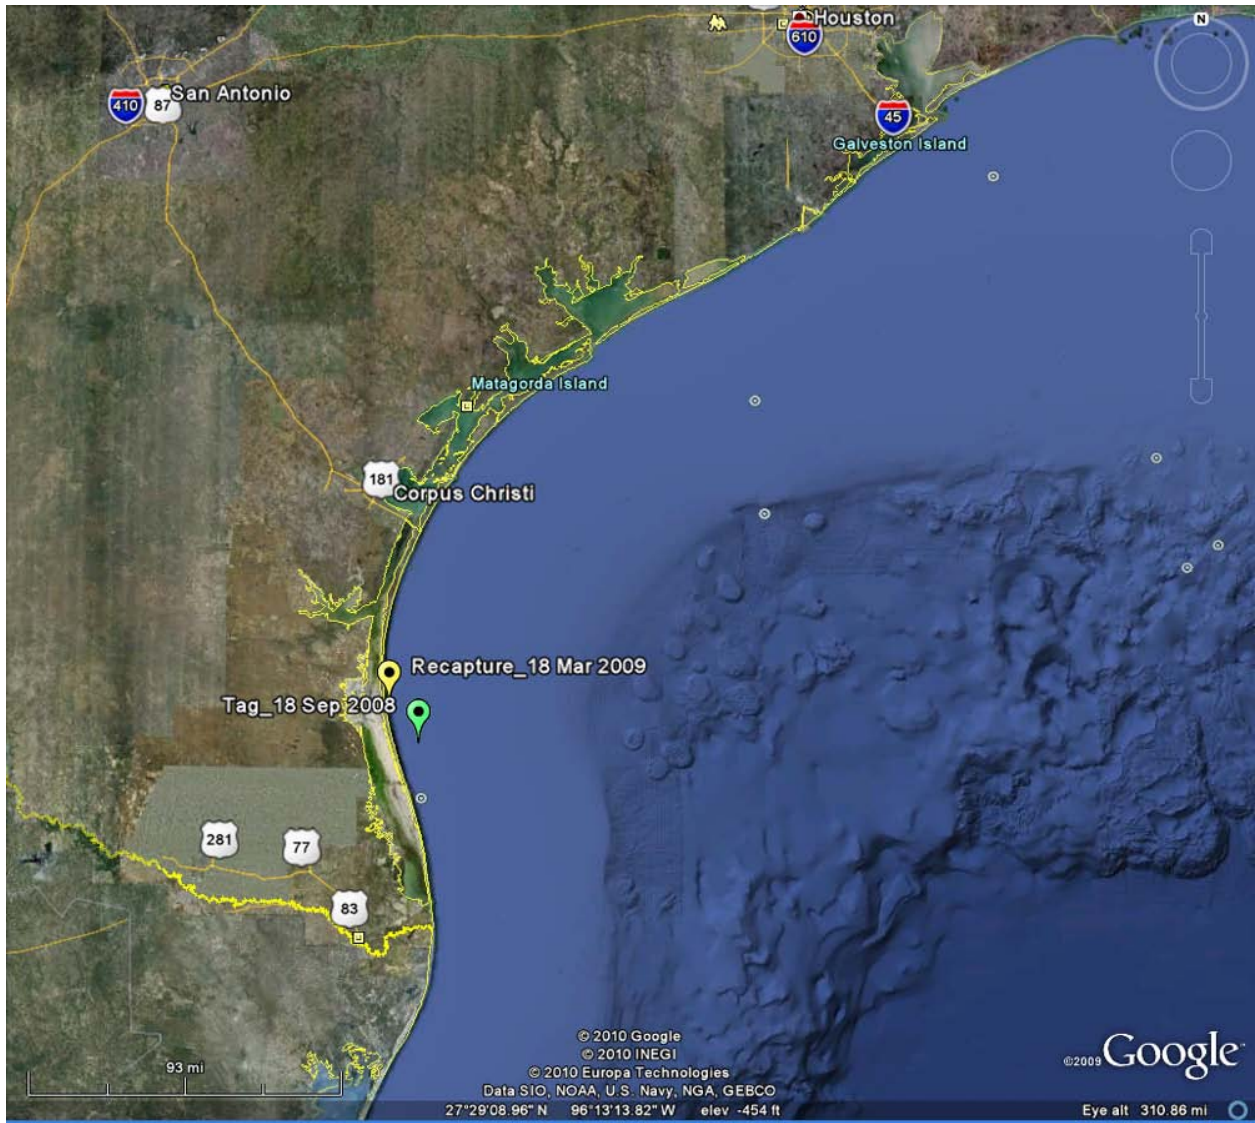 N
Houston
610
San Antonio
410
87
45
Galveston Island
Matagorda Island
181
Corpus Christi
Recapture_18 Mar 2009
Tag_18 Sep 2008
281
77
83
93 mi
© 2010 Google
© 2010 INEGI
© 2010 Europa Technologies
Data SIO, NOAA, U.S. Navy, NGA, GEBCO
©2009 Google™
27°29'08.96" N 96°13'13.82" W elev -454 ft
Eye alt 310.86 mi